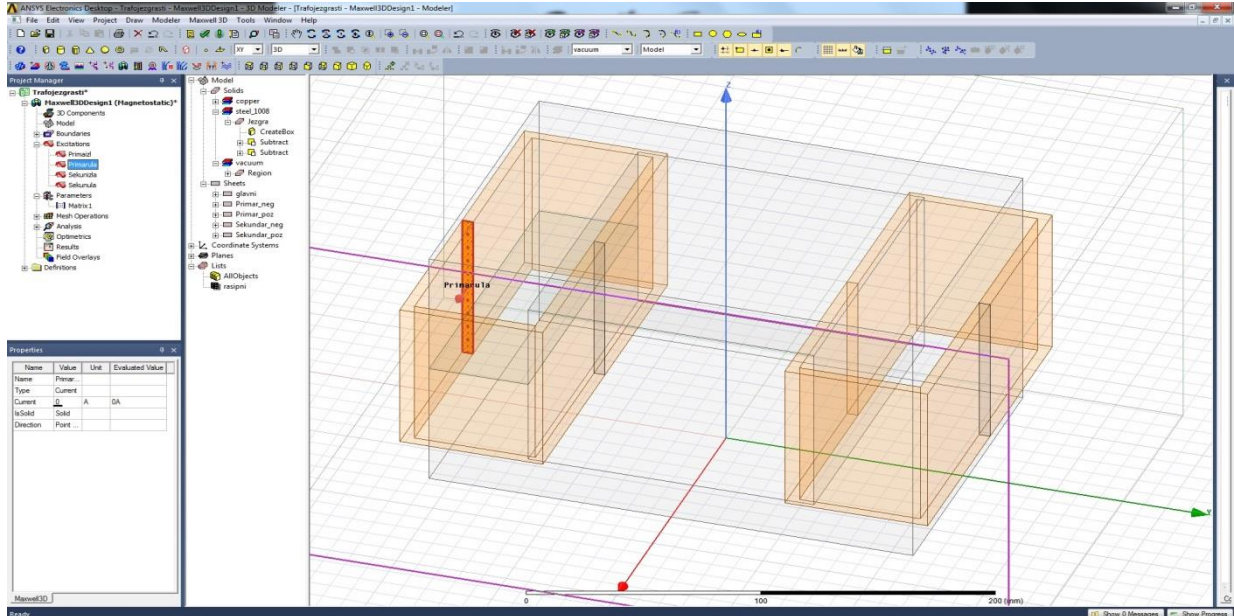 ANSYS Electronics Desktop - Trafojezgrasti - Maxwell3DDesign1 - 3D Modeler - [Trafojezgrasti - Maxwell3DDesign1 - Modeler]
File Edit View Project Draw Modeler Maxwell 3D Tools Window Help
XY 3D vacuum Model
Project Manager
Trafojezgrasti*
Maxwell3DDesign1 (Magnetostatic)*
3D Components
Model
Boundaries
Excitations
Primarula
Sekunizla
Sekunula
Parameters
Matrix1
Mesh Operations
Analysis
Optimetrics
Results
Field Overlays
Definitions
Properties
Name Value Unit Evaluated Value
Name Primar...
Type Current
Current 0 A 0A
IsSolid Solid
Direction Point ...
Maxwell3D
Model
Solids
copper
steel_1008
Jezgra
CreateBox
Subtract
Subtract
vacuum
Region
Sheets
glavni
Primar_neg
Primar_poz
Sekundar_neg
Sekundar_poz
Coordinate Systems
Planes
Lists
AllObjects
rasipni
Z
Primarula
Y
0 100 200 (mm)
Ready
Show 0 Messages Show Progress